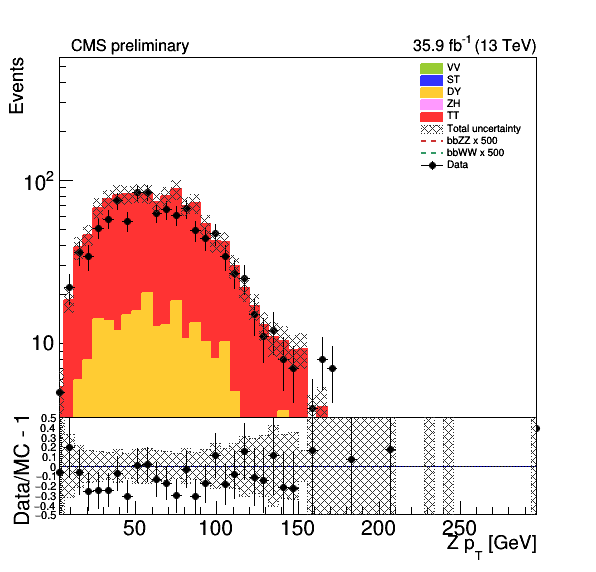 CMS preliminary 35.9 fb⁻¹ (13 TeV)
Events
VV
ST
DY
ZH
TT
Total uncertainty
bbZZ x 500
bbWW x 500
Data
10²
10
Data/MC - 1
0.5
0.4
0.3
0.2
0.1
0
−0.1
−0.2
−0.3
−0.4
−0.5
50 100 150 200 250
Z p_T [GeV]